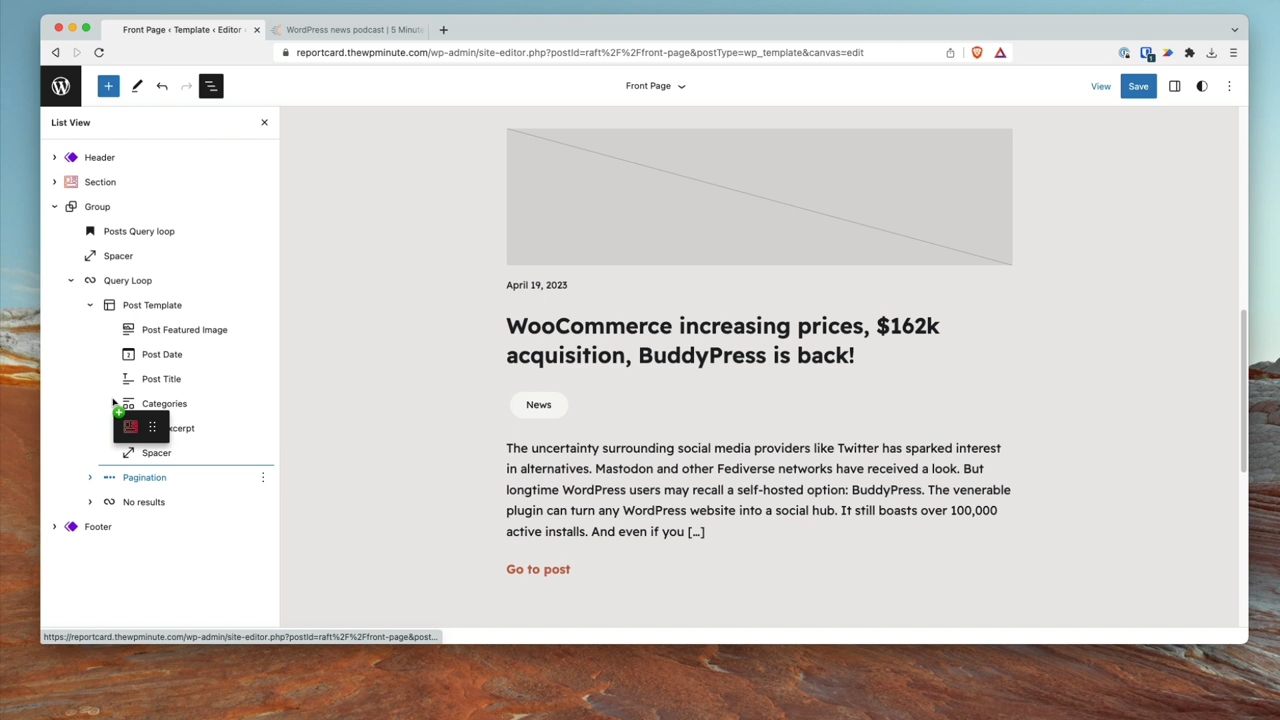 Front Page ‹ Template ‹ Editor ‹
WordPress news podcast | 5 Minute
reportcard.thewpminute.com/wp-admin/site-editor.php?postId=raft%2F%2Ffront-page&postType=wp_template&canvas=edit
1
Front Page
View
Save
List View
Header
Section
Group
Posts Query loop
Spacer
Query Loop
Post Template
Post Featured Image
Post Date
Post Title
Categories
xcerpt
Spacer
Pagination
No results
Footer
April 19, 2023
WooCommerce increasing prices, $162k
acquisition, BuddyPress is back!
News
The uncertainty surrounding social media providers like Twitter has sparked interest
in alternatives. Mastodon and other Fediverse networks have received a look. But
longtime WordPress users may recall a self-hosted option: BuddyPress. The venerable
plugin can turn any WordPress website into a social hub. It still boasts over 100,000
active installs. And even if you […]
Go to post
https://reportcard.thewpminute.com/wp-admin/site-editor.php?postId=raft%2F%2Ffront-page&post...